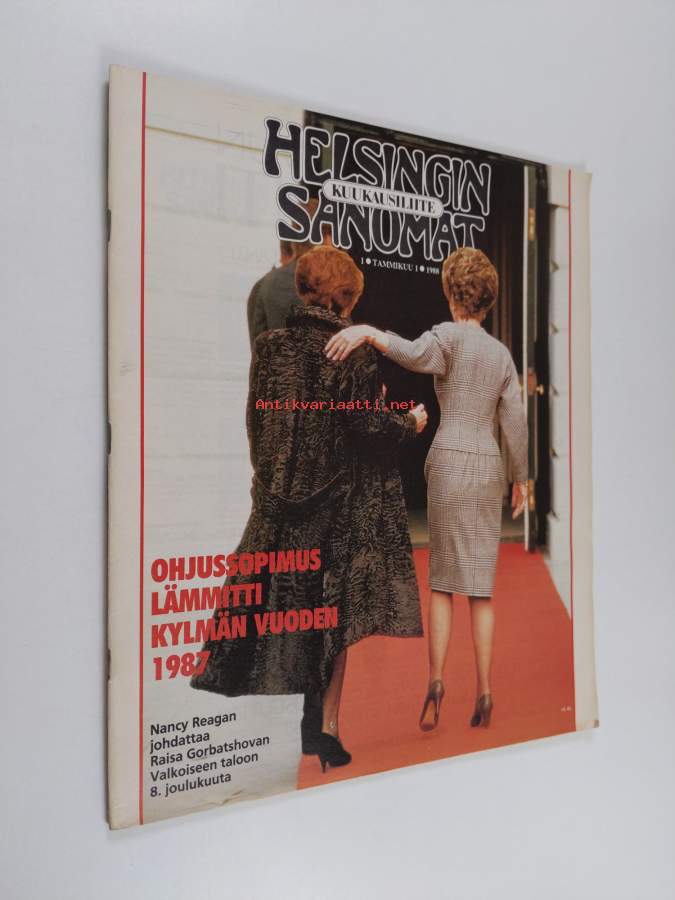 HELSINGIN
KUUKAUSILIITE
SANOMAT
1 ● TAMMIKUU 1 ● 1988
Antikvariaatti.net
OHJUSSOPIMUS
LÄMMITTI
KYLMÄN VUODEN
1987
Nancy Reagan
johdattaa
Raisa Gorbatshovan
Valkoiseen taloon
8. joulukuuta